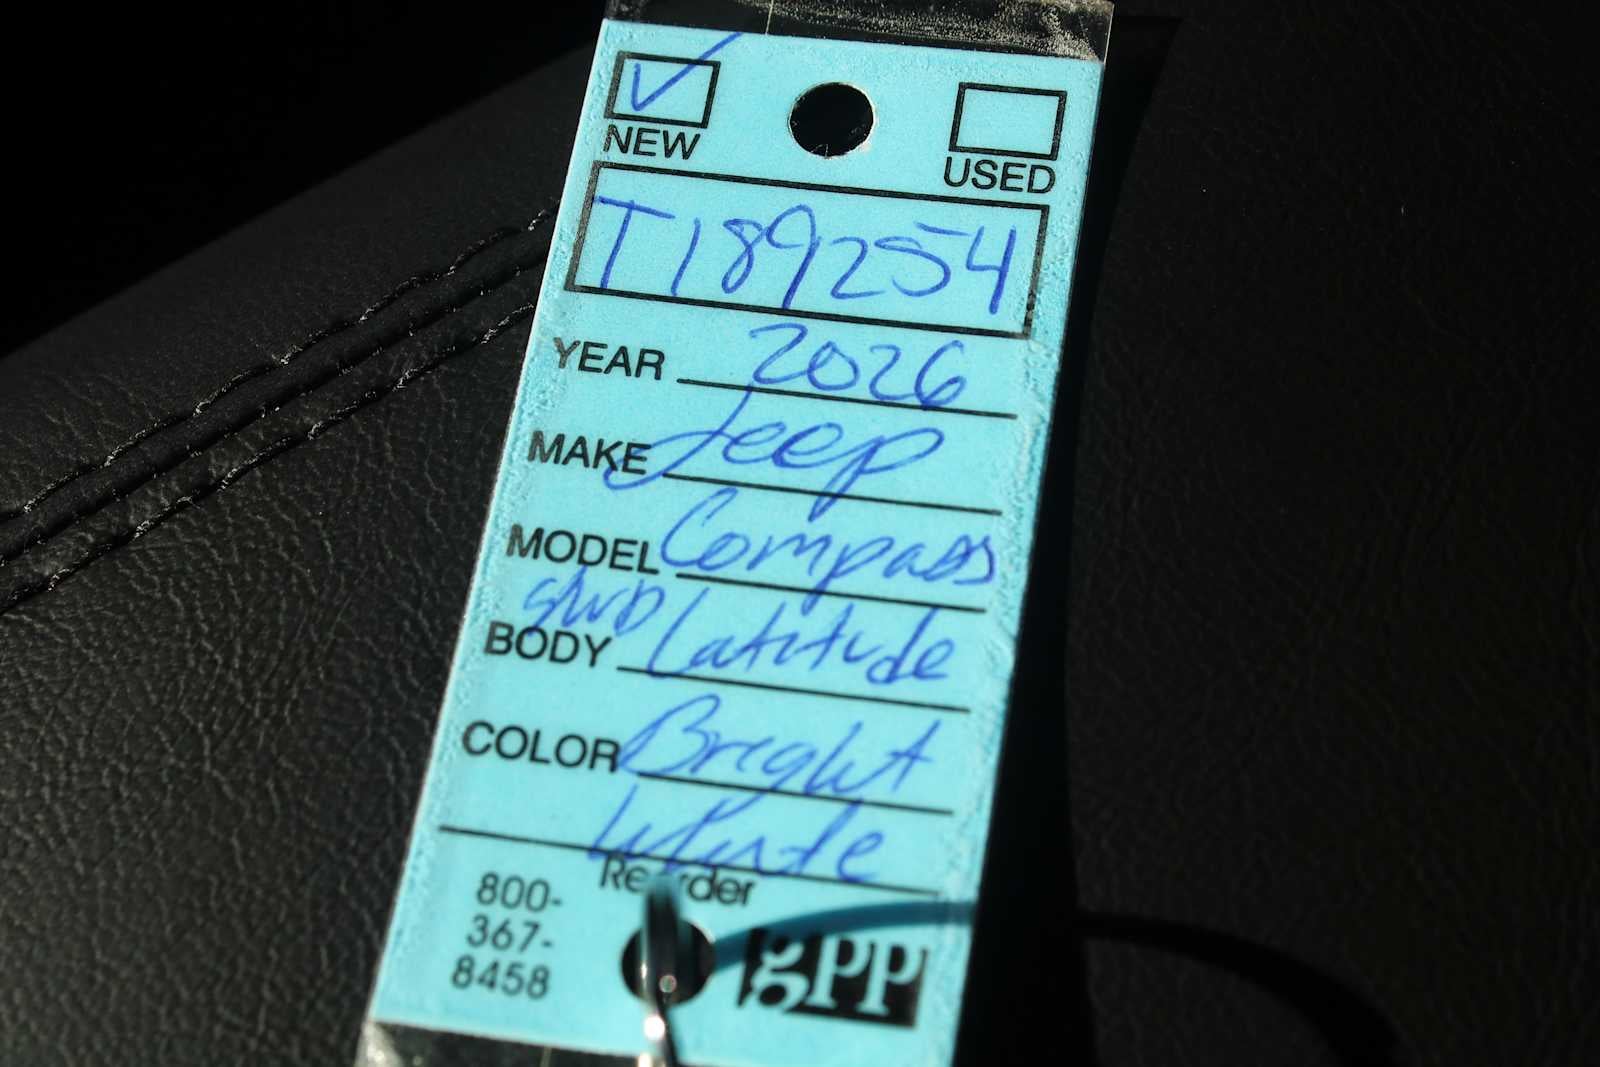 NEW USED
T189254
YEAR 2026
MAKE Jeep
MODEL Compass
BODY Latitude
COLOR Bright
White
Reorder
800-
367-
8458
gPP